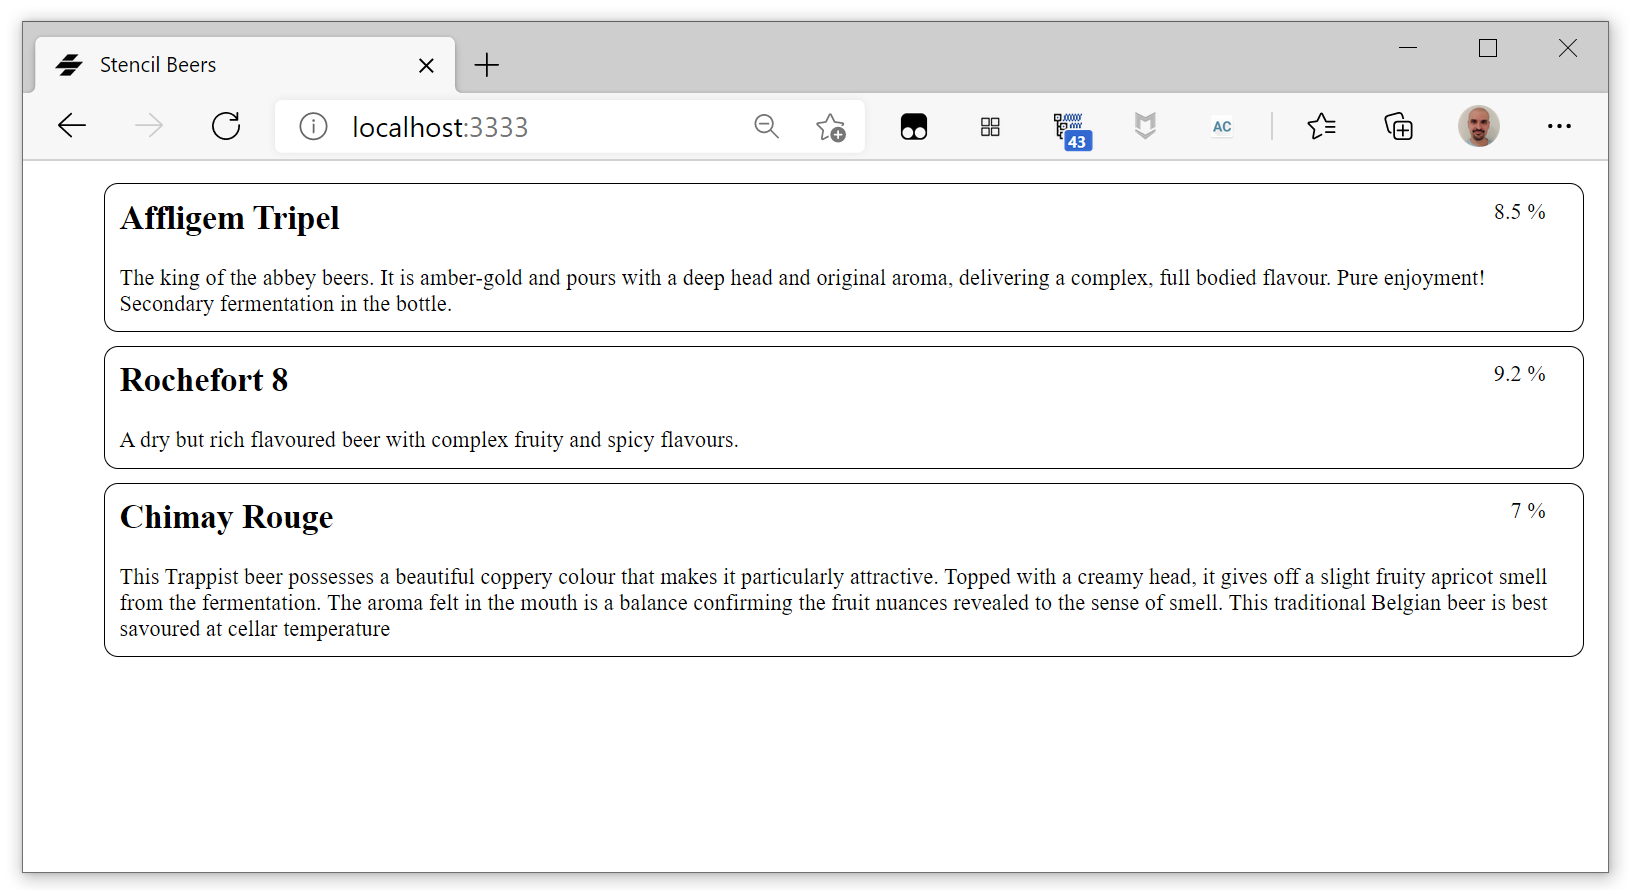 Stencil Beers
localhost:3333
43
AC
Affligem Tripel
8.5 %
The king of the abbey beers. It is amber-gold and pours with a deep head and original aroma, delivering a complex, full bodied flavour. Pure enjoyment!
Secondary fermentation in the bottle.
Rochefort 8
9.2 %
A dry but rich flavoured beer with complex fruity and spicy flavours.
Chimay Rouge
7 %
This Trappist beer possesses a beautiful coppery colour that makes it particularly attractive. Topped with a creamy head, it gives off a slight fruity apricot smell
from the fermentation. The aroma felt in the mouth is a balance confirming the fruit nuances revealed to the sense of smell. This traditional Belgian beer is best
savoured at cellar temperature